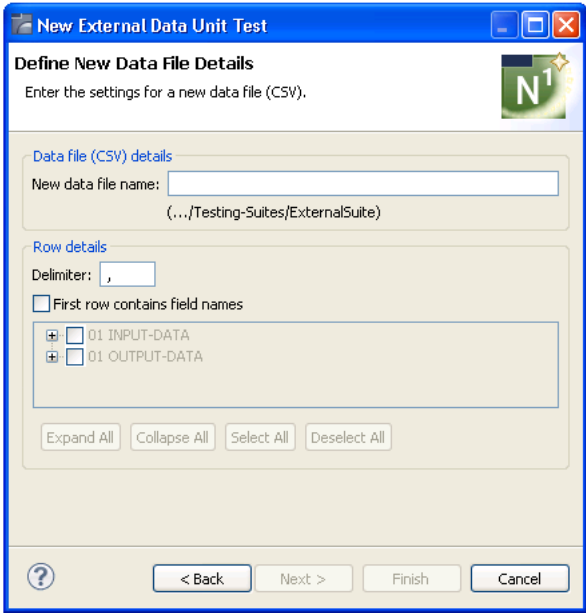 New External Data Unit Test
Define New Data File Details
Enter the settings for a new data file (CSV).
N1
Data file (CSV) details
New data file name:
(.../Testing-Suites/ExternalSuite)
Row details
Delimiter: ,
First row contains field names
01 INPUT-DATA
01 OUTPUT-DATA
Expand All Collapse All Select All Deselect All
? < Back Next > Finish Cancel